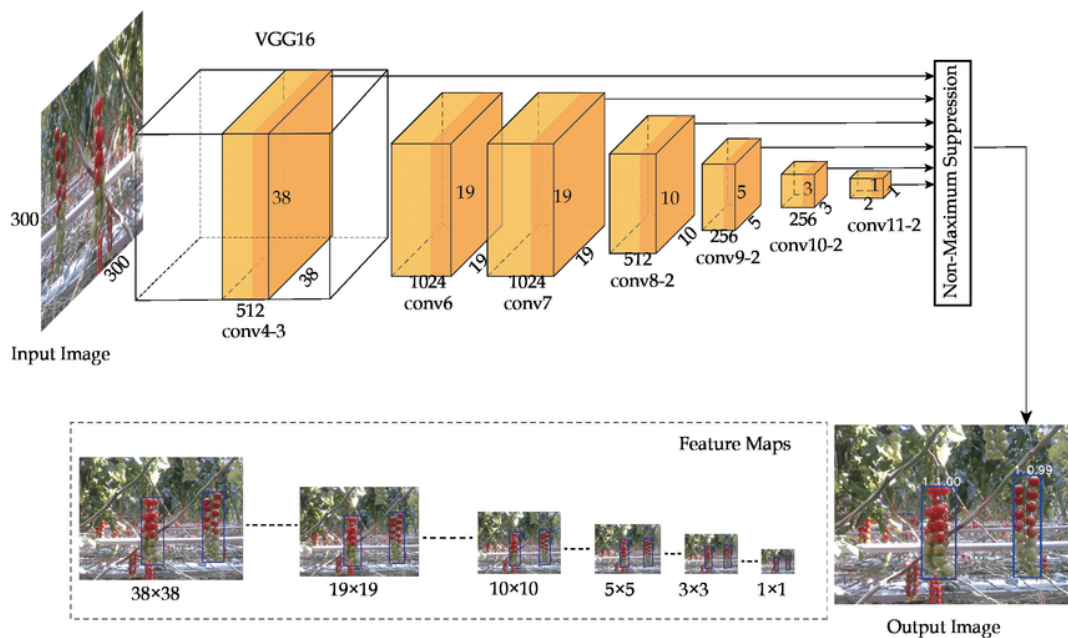 VGG16
300
300
Input Image
38
38
512
conv4-3
19
19
1024
conv6
19
19
1024
conv7
10
10
512
conv8-2
5
5
256
conv9-2
3
3
256
conv10-2
1
1
2
conv11-2
Non-Maximum Suppression
Feature Maps
38×38
19×19
10×10
5×5
3×3
1×1
1, 1.00
1, 0.99
Output Image